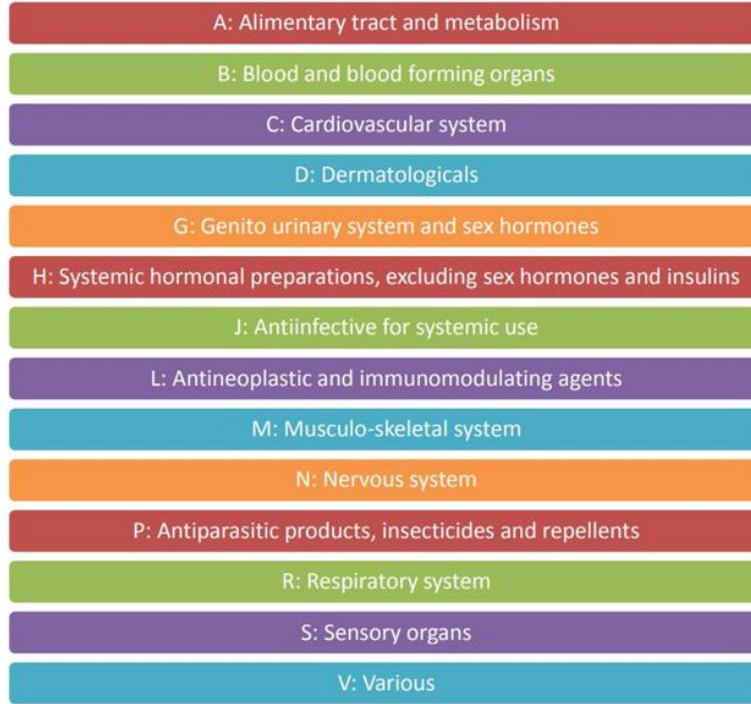 A: Alimentary tract and metabolism
B: Blood and blood forming organs
C: Cardiovascular system
D: Dermatologicals
G: Genito urinary system and sex hormones
H: Systemic hormonal preparations, excluding sex hormones and insulins
J: Antiinfective for systemic use
L: Antineoplastic and immunomodulating agents
M: Musculo-skeletal system
N: Nervous system
P: Antiparasitic products, insecticides and repellents
R: Respiratory system
S: Sensory organs
V: Various